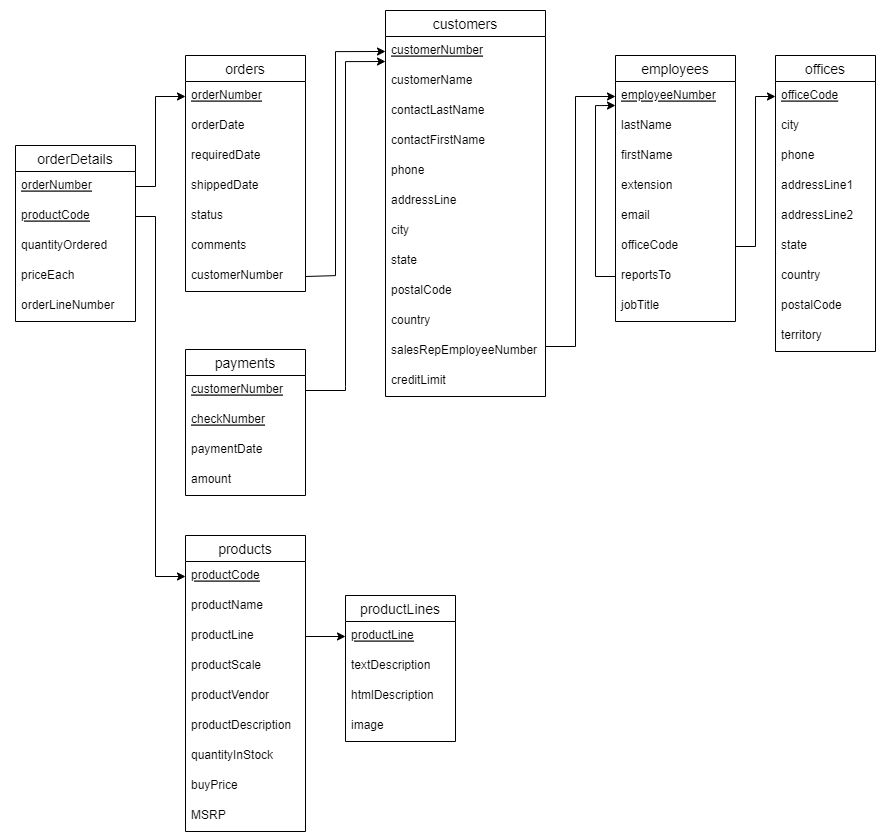 orderDetails
orderNumber
productCode
quantityOrdered
priceEach
orderLineNumber
orders
orderNumber
orderDate
requiredDate
shippedDate
status
comments
customerNumber
payments
customerNumber
checkNumber
paymentDate
amount
products
productCode
productName
productLine
productScale
productVendor
productDescription
quantityInStock
buyPrice
MSRP
productLines
productLine
textDescription
htmlDescription
image
customers
customerNumber
customerName
contactLastName
contactFirstName
phone
addressLine
city
state
postalCode
country
salesRepEmployeeNumber
creditLimit
employees
employeeNumber
lastName
firstName
extension
email
officeCode
reportsTo
jobTitle
offices
officeCode
city
phone
addressLine1
addressLine2
state
country
postalCode
territory